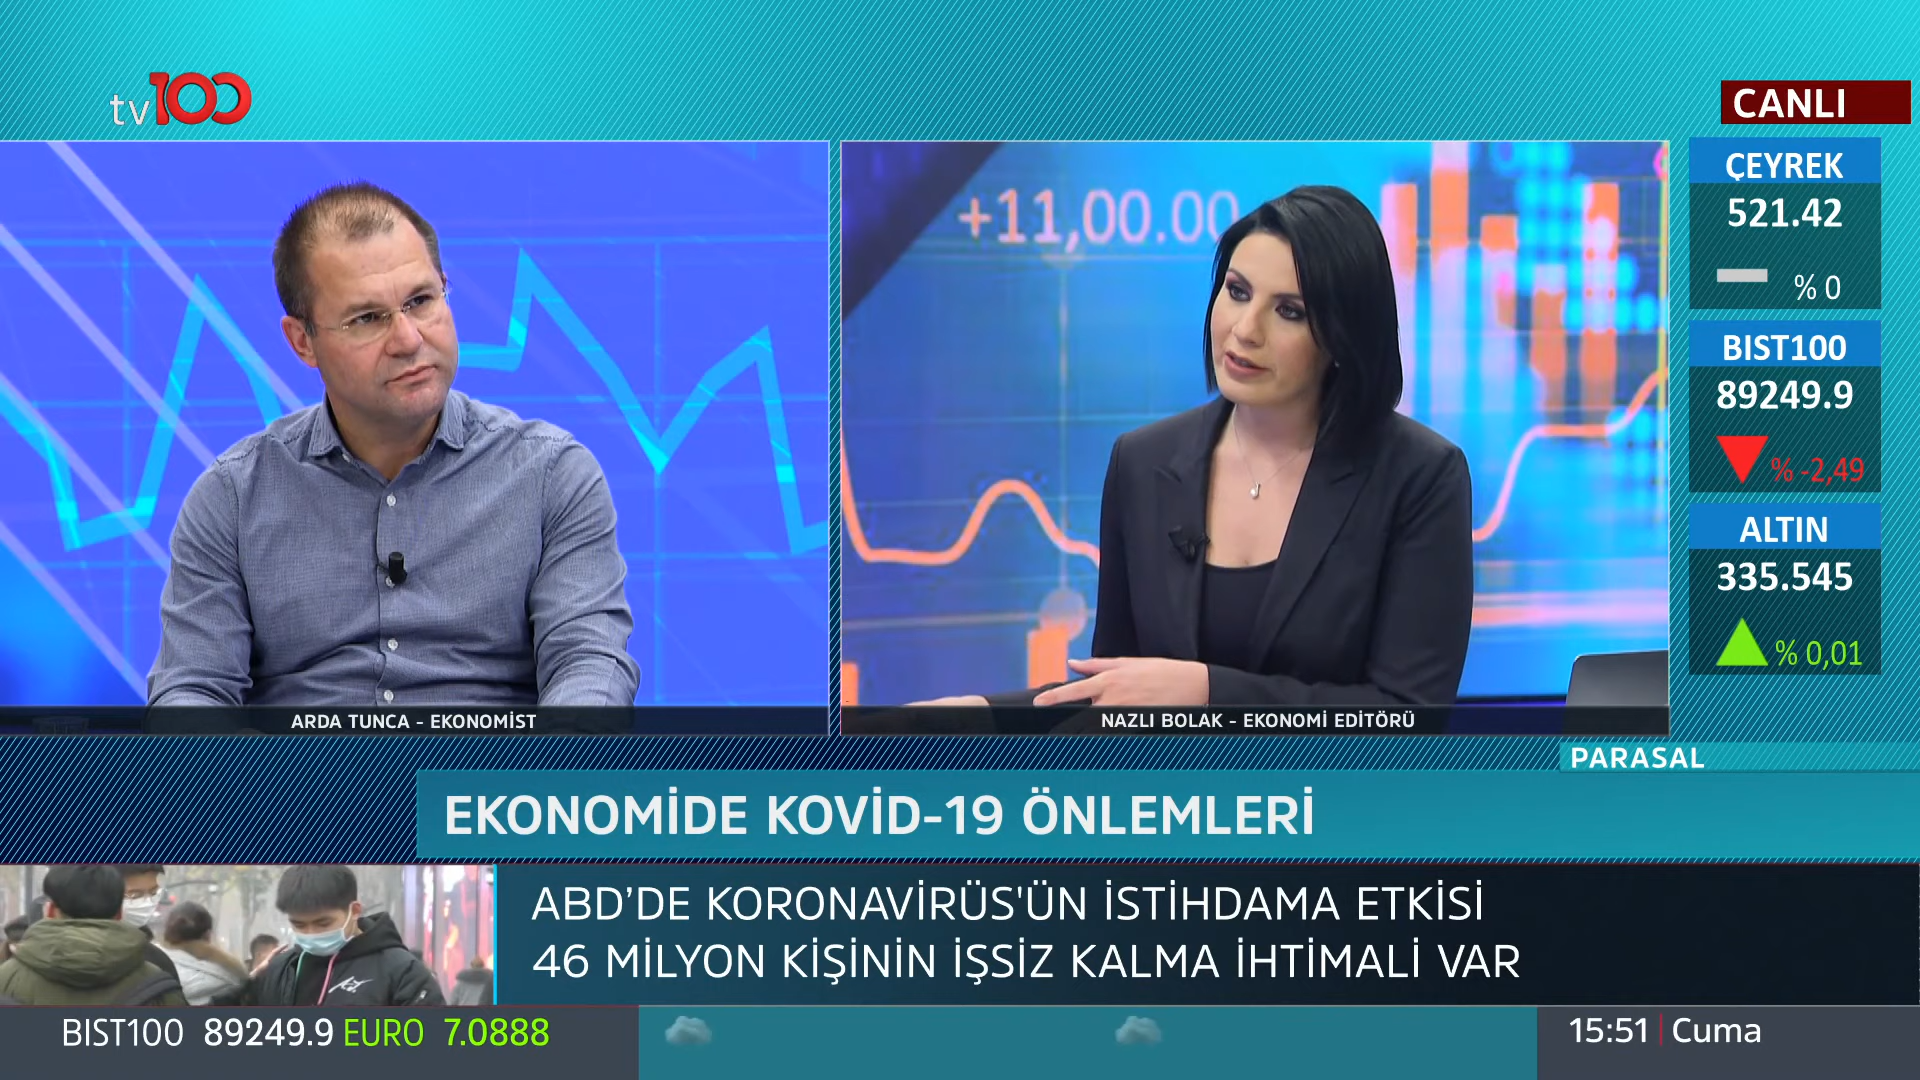 tv100
CANLI
+11,00.00
ÇEYREK
521.42
% 0
BIST100
89249.9
% -2,49
ALTIN
335.545
% 0,01
ARDA TUNCA - EKONOMİST
NAZLI BOLAK - EKONOMİ EDİTÖRÜ
PARASAL
EKONOMİDE KOVİD-19 ÖNLEMLERİ
ABD’DE KORONAVİRÜS'ÜN İSTİHDAMA ETKİSİ
46 MİLYON KİŞİNİN İŞSİZ KALMA İHTİMALİ VAR
BIST100 89249.9 EURO 7.0888
15:51 Cuma